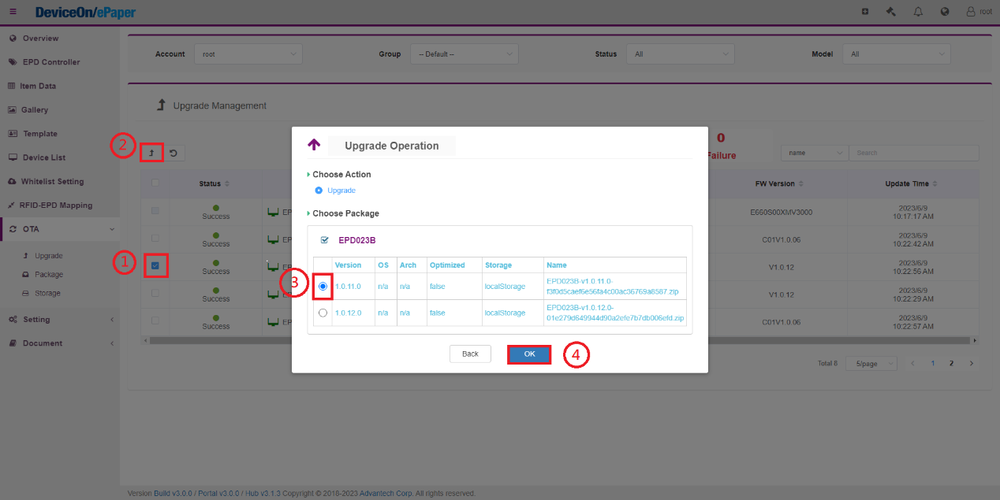 DeviceOn/ePaper
root
Overview
EPD Controller
Item Data
Gallery
Template
Device List
Whitelist Setting
RFID-EPD Mapping
OTA
Upgrade
Package
Storage
Setting
Document
Account root Group -- Default -- Status All Model All
Upgrade Management
2
0
Failure
name Search
Status FW Version Update Time
Success EP E660S00XMV3000 2023/6/9
10:17:17 AM
Success EP C01V1.0.06 2023/6/9
10:22:42 AM
1
Success EP V1.0.12 2023/6/9
10:22:56 AM
Success EP V1.0.12 2023/6/9
10:22:29 AM
Success EP C01V1.0.06 2023/6/9
10:22:57 AM
Total 8 5/page 1 2
Upgrade Operation
Choose Action
Upgrade
Choose Package
EPD023B
Version OS Arch Optimized Storage Name
3
1.0.11.0 n/a n/a false localStorage EPD023B-v1.0.11.0-
f3f0d5caef6e56fa4c00ac36769a8587.zip
1.0.12.0 n/a n/a false localStorage EPD023B-v1.0.12.0-
01e279d649944d90a2efe7b7db006efd.zip
Back OK 4
Version Build v3.0.0 / Portal v3.0.0 / Hub v3.1.3 Copyright © 2018-2023 Advantech Corp. All rights reserved.